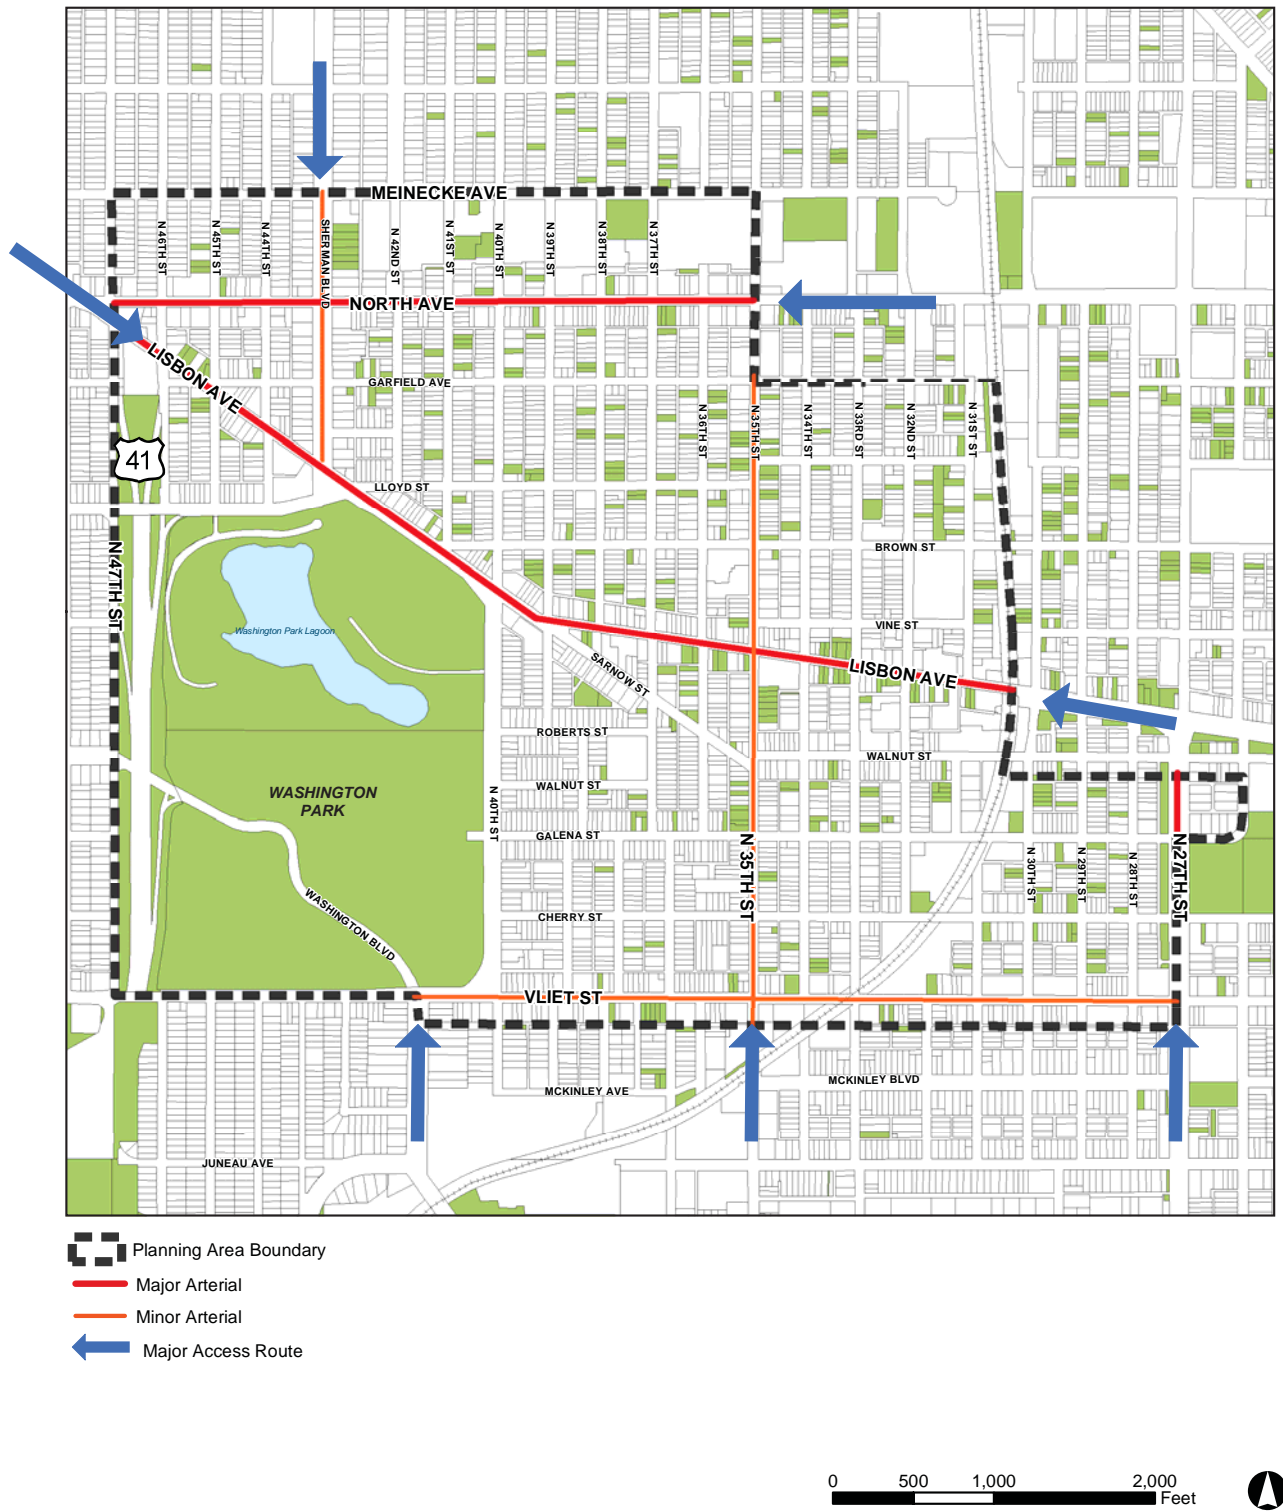 MEINECKE AVE
N 46TH ST
N 45TH ST
N 44TH ST
SHERMAN BLVD
N 42ND ST
N 41ST ST
N 40TH ST
N 39TH ST
N 38TH ST
N 37TH ST
NORTH AVE
LISBON AVE
GARFIELD AVE
N 36TH ST
N 35TH ST
N 34TH ST
N 33RD ST
N 32ND ST
N 31ST ST
41
LLOYD ST
BROWN ST
N 47TH ST
Washington Park Lagoon
VINE ST
SARNOW ST
LISBON AVE
ROBERTS ST
WALNUT ST
WALNUT ST
WASHINGTON
PARK
N 40TH ST
GALENA ST
N 35TH ST
N 30TH ST
N 29TH ST
N 28TH ST
N 27TH ST
WASHINGTON BLVD
CHERRY ST
VLIET ST
MCKINLEY AVE
MCKINLEY BLVD
JUNEAU AVE
Planning Area Boundary
Major Arterial
Minor Arterial
Major Access Route
0 500 1,000 2,000
Feet